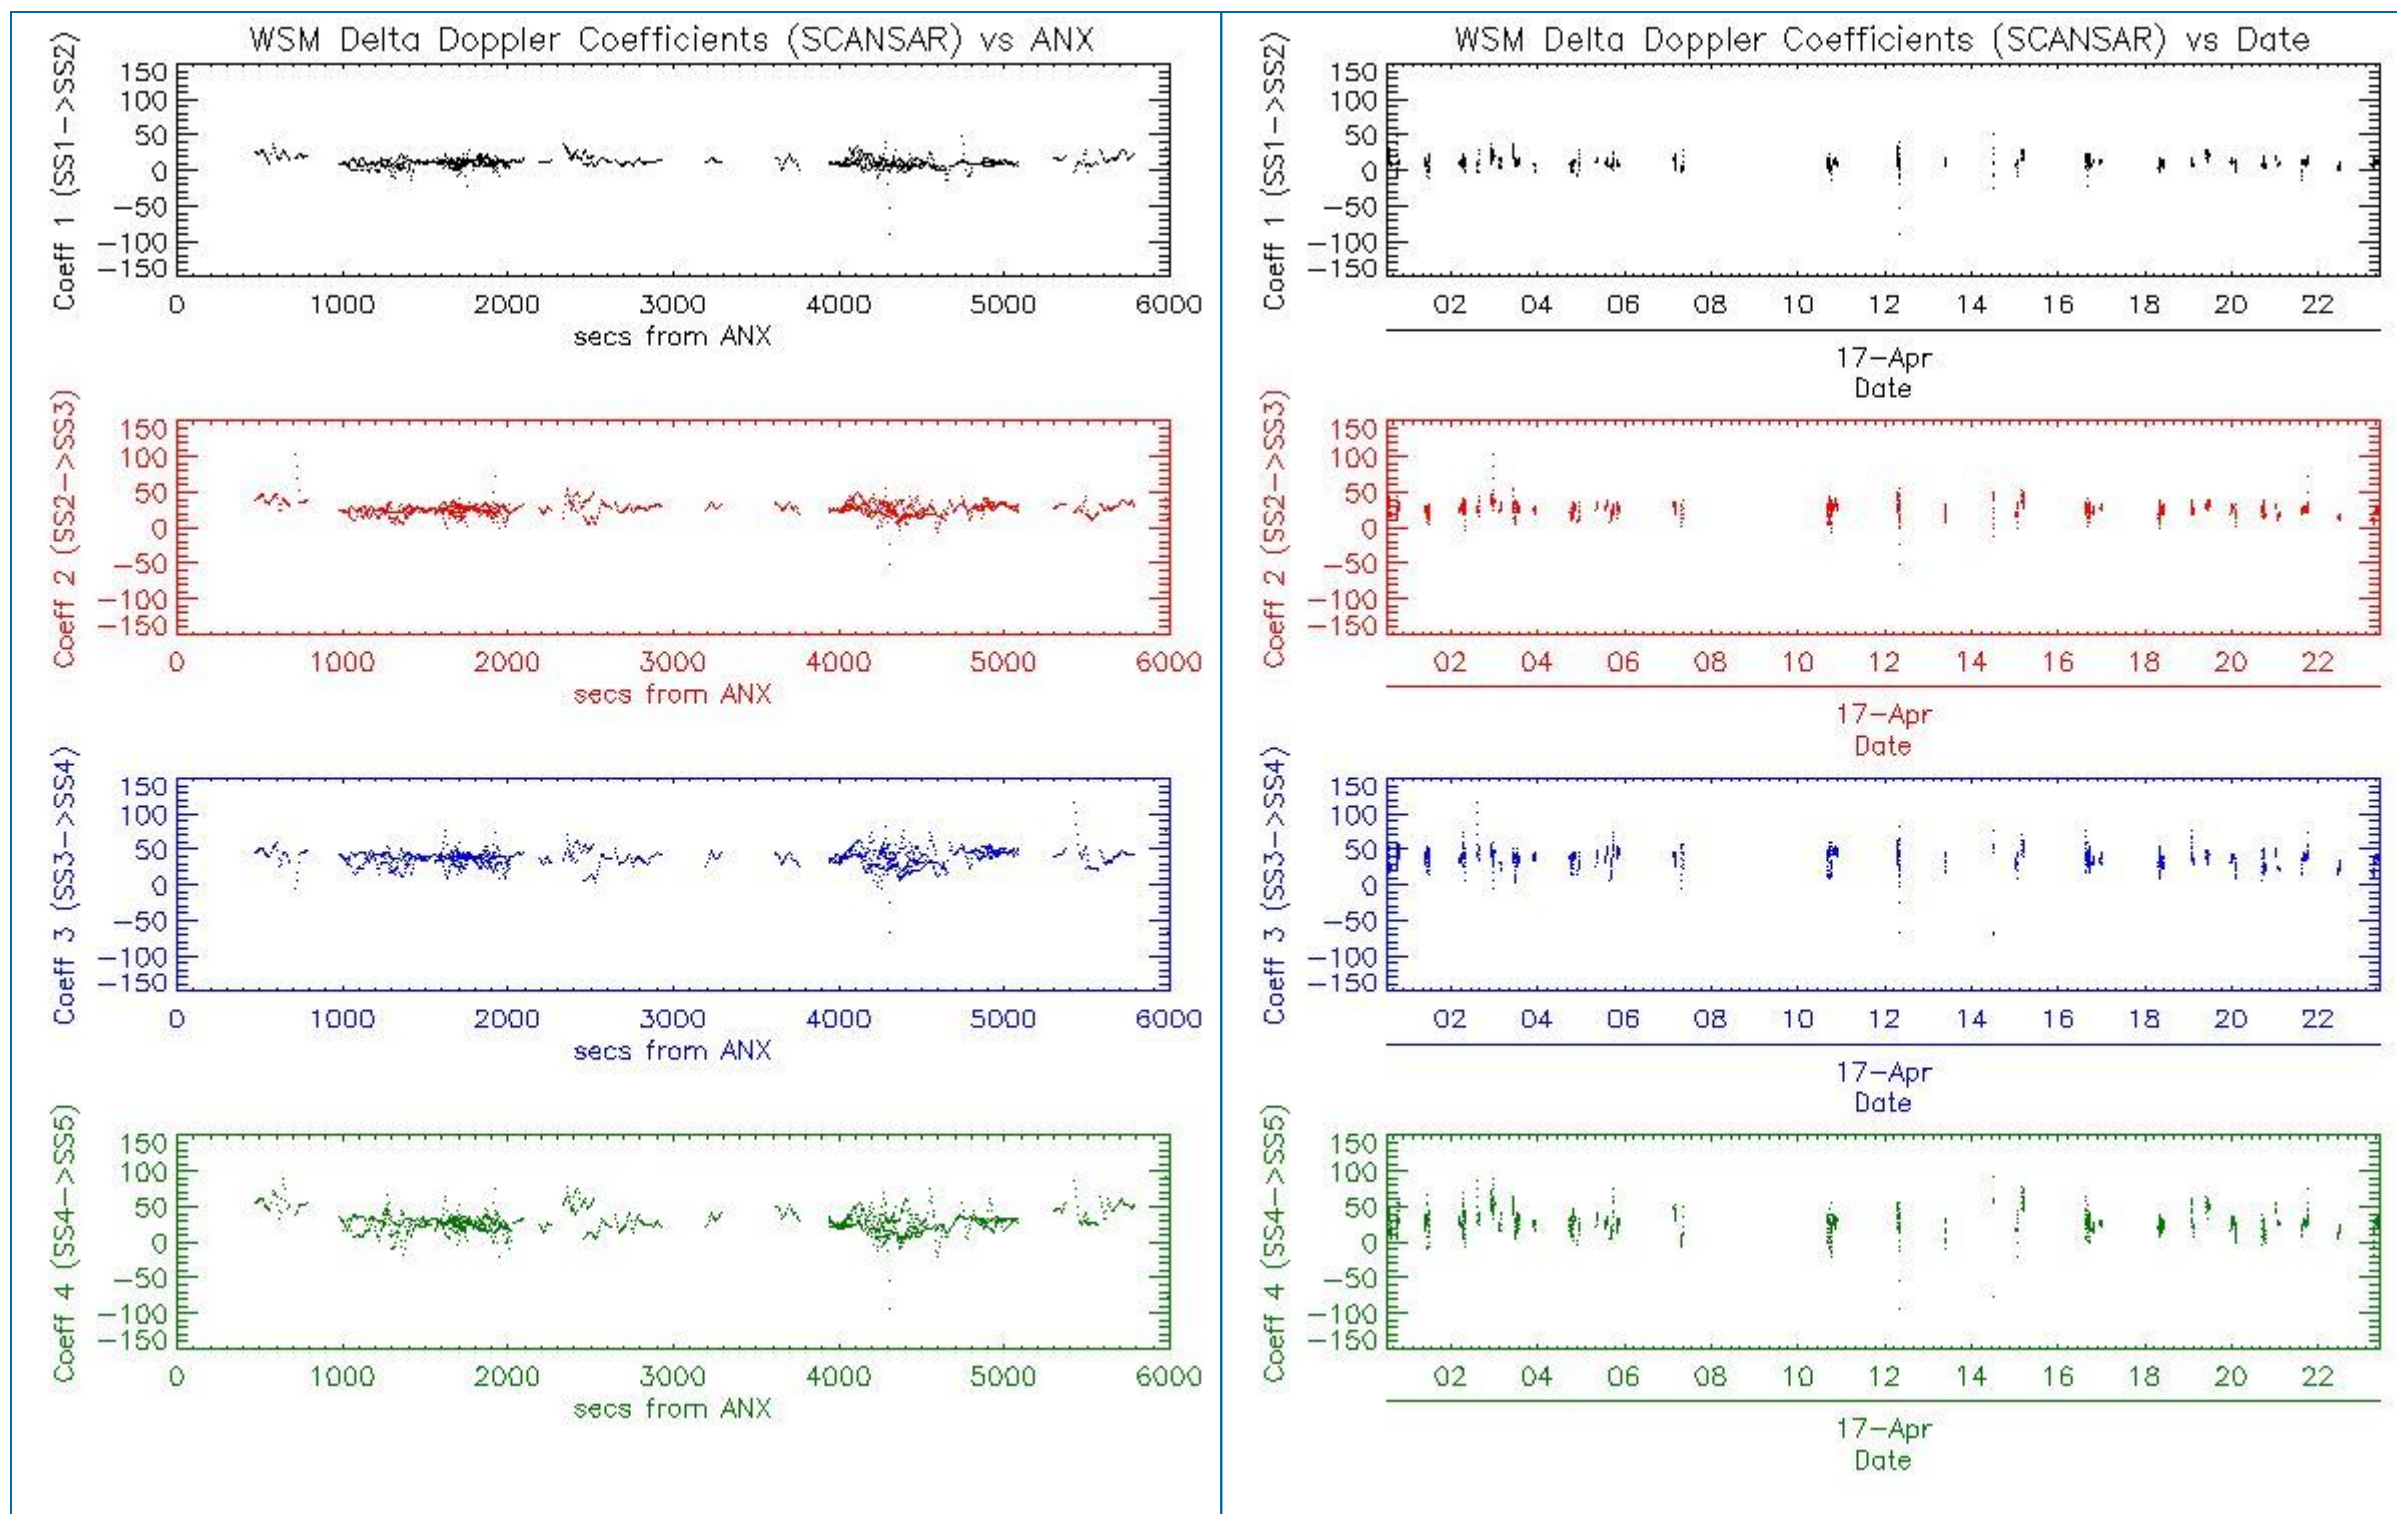 WSM Delta Doppler Coefficients (SCANSAR) vs ANX
Coeff 1 (SS1->SS2)
150
100
50
0
-50
-100
-150
0 1000 2000 3000 4000 5000 6000
secs from ANX
Coeff 2 (SS2->SS3)
150
100
50
0
-50
-100
-150
0 1000 2000 3000 4000 5000 6000
secs from ANX
Coeff 3 (SS3->SS4)
150
100
50
0
-50
-100
-150
0 1000 2000 3000 4000 5000 6000
secs from ANX
Coeff 4 (SS4->SS5)
150
100
50
0
-50
-100
-150
0 1000 2000 3000 4000 5000 6000
secs from ANX
WSM Delta Doppler Coefficients (SCANSAR) vs Date
Coeff 1 (SS1->SS2)
150
100
50
0
-50
-100
-150
02 04 06 08 10 12 14 16 18 20 22
17-Apr
Date
Coeff 2 (SS2->SS3)
150
100
50
0
-50
-100
-150
02 04 06 08 10 12 14 16 18 20 22
17-Apr
Date
Coeff 3 (SS3->SS4)
150
100
50
0
-50
-100
-150
02 04 06 08 10 12 14 16 18 20 22
17-Apr
Date
Coeff 4 (SS4->SS5)
150
100
50
0
-50
-100
-150
02 04 06 08 10 12 14 16 18 20 22
17-Apr
Date